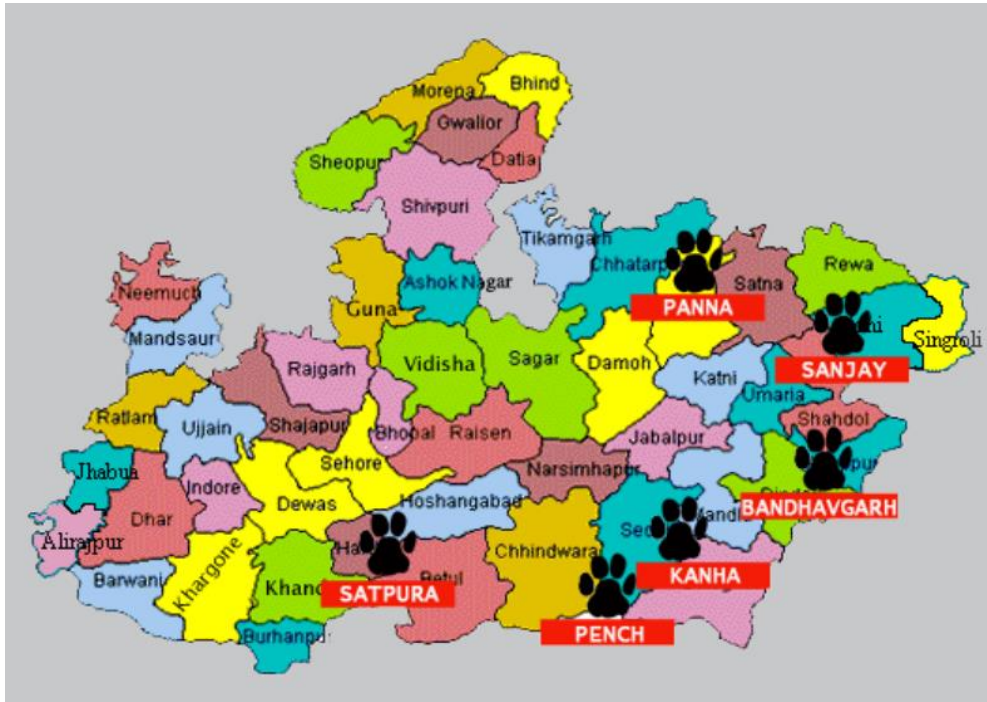 Morena
Bhind
Gwalior
Sheopur
Datia
Shivpuri
Tikamgarh
Chhatarp
Rewa
Ashok Nagar
Satna
Neemuch
Guna
PANNA
Mandsaur
Singroli
Vidisha
Sagar
Damoh
SANJAY
Rajgarh
Katni
Umaria
Ratlam
Ujjain
Shajapur
Bhopal
Raisen
Jabalpur
Shahdol
Jhabua
Sehore
Narsimhapur
Indore
Dewas
Hoshangabad
BANDHAVGARH
Dhar
Alirajpur
Chhindwara
Barwani
Khargone
KANHA
SATPURA
PENCH
Burhanpur